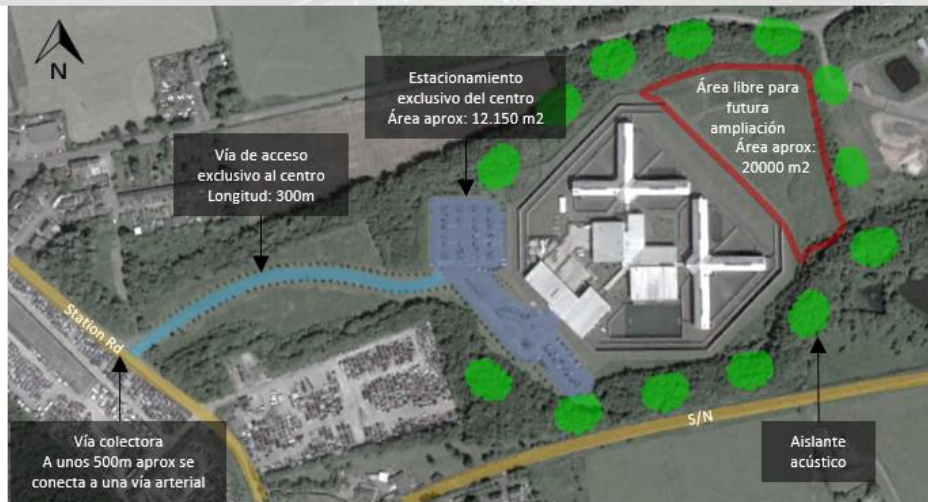 N
Estacionamiento
exclusivo del centro
Área aprox: 12.150 m2
Área libre para
futura
ampliación
Área aprox:
20000 m2
Vía de acceso
exclusivo al centro
Longitud: 300m
Station Rd
S/N
Vía colectora
A unos 500m aprox se
conecta a una vía arterial
Aislante
acústico